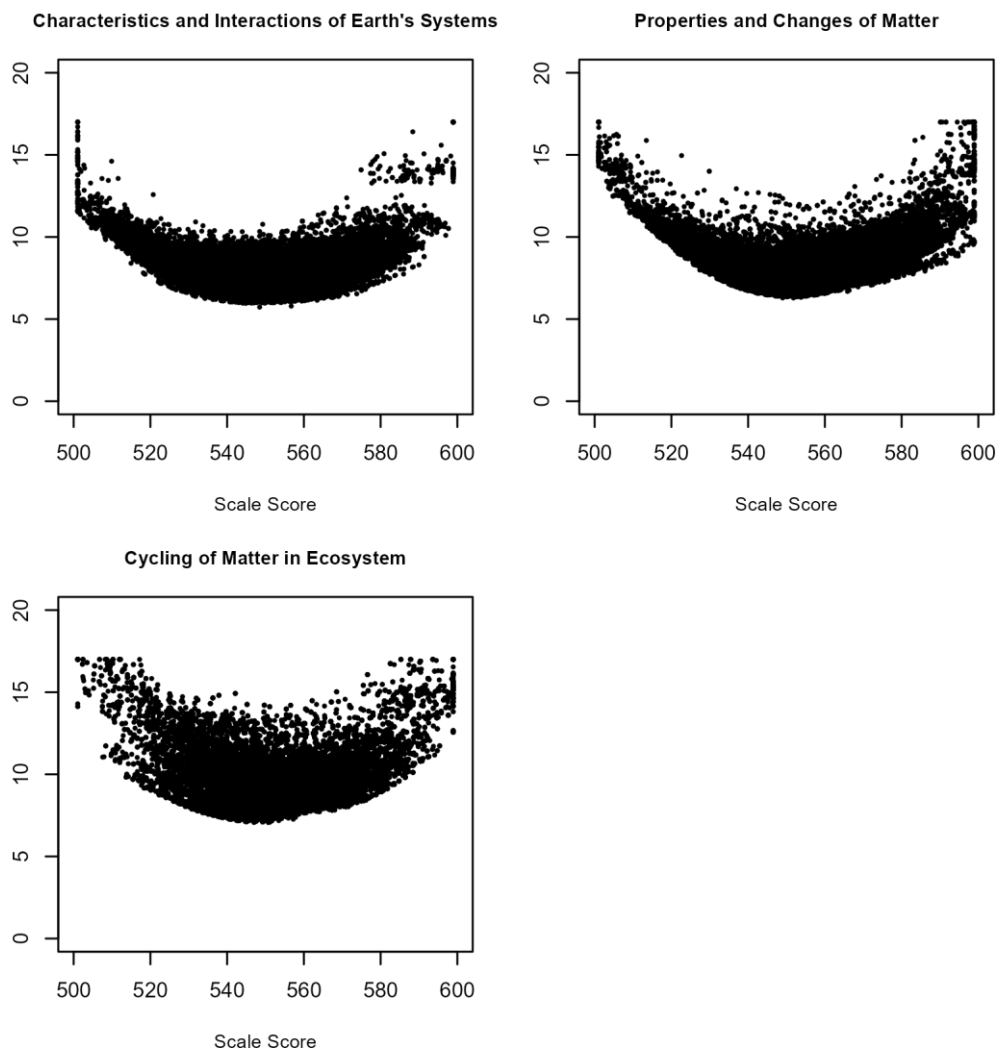 Characteristics and Interactions of Earth's Systems
20
15
10
5
0
500 520 540 560 580 600
Scale Score
Properties and Changes of Matter
20
15
10
5
0
500 520 540 560 580 600
Scale Score
Cycling of Matter in Ecosystem
20
15
10
5
0
500 520 540 560 580 600
Scale Score